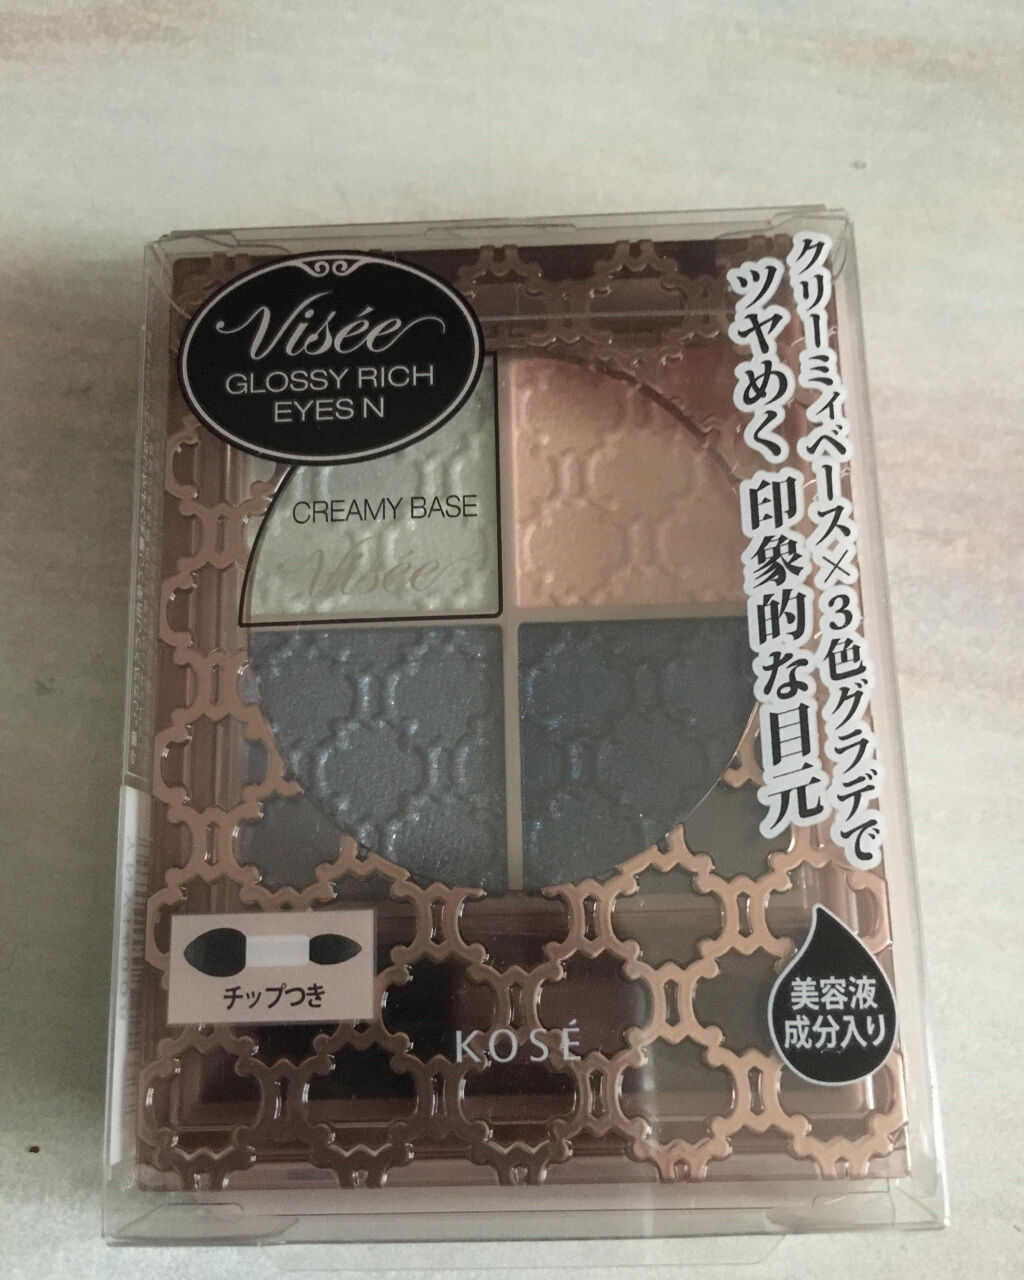 Visée
GLOSSY RICH
EYES N
クリーミィベース×3色グラデで
ツヤめく 印象的な目元
CREAMY BASE
Visée
チップつき
KOSÉ
美容液
成分入り